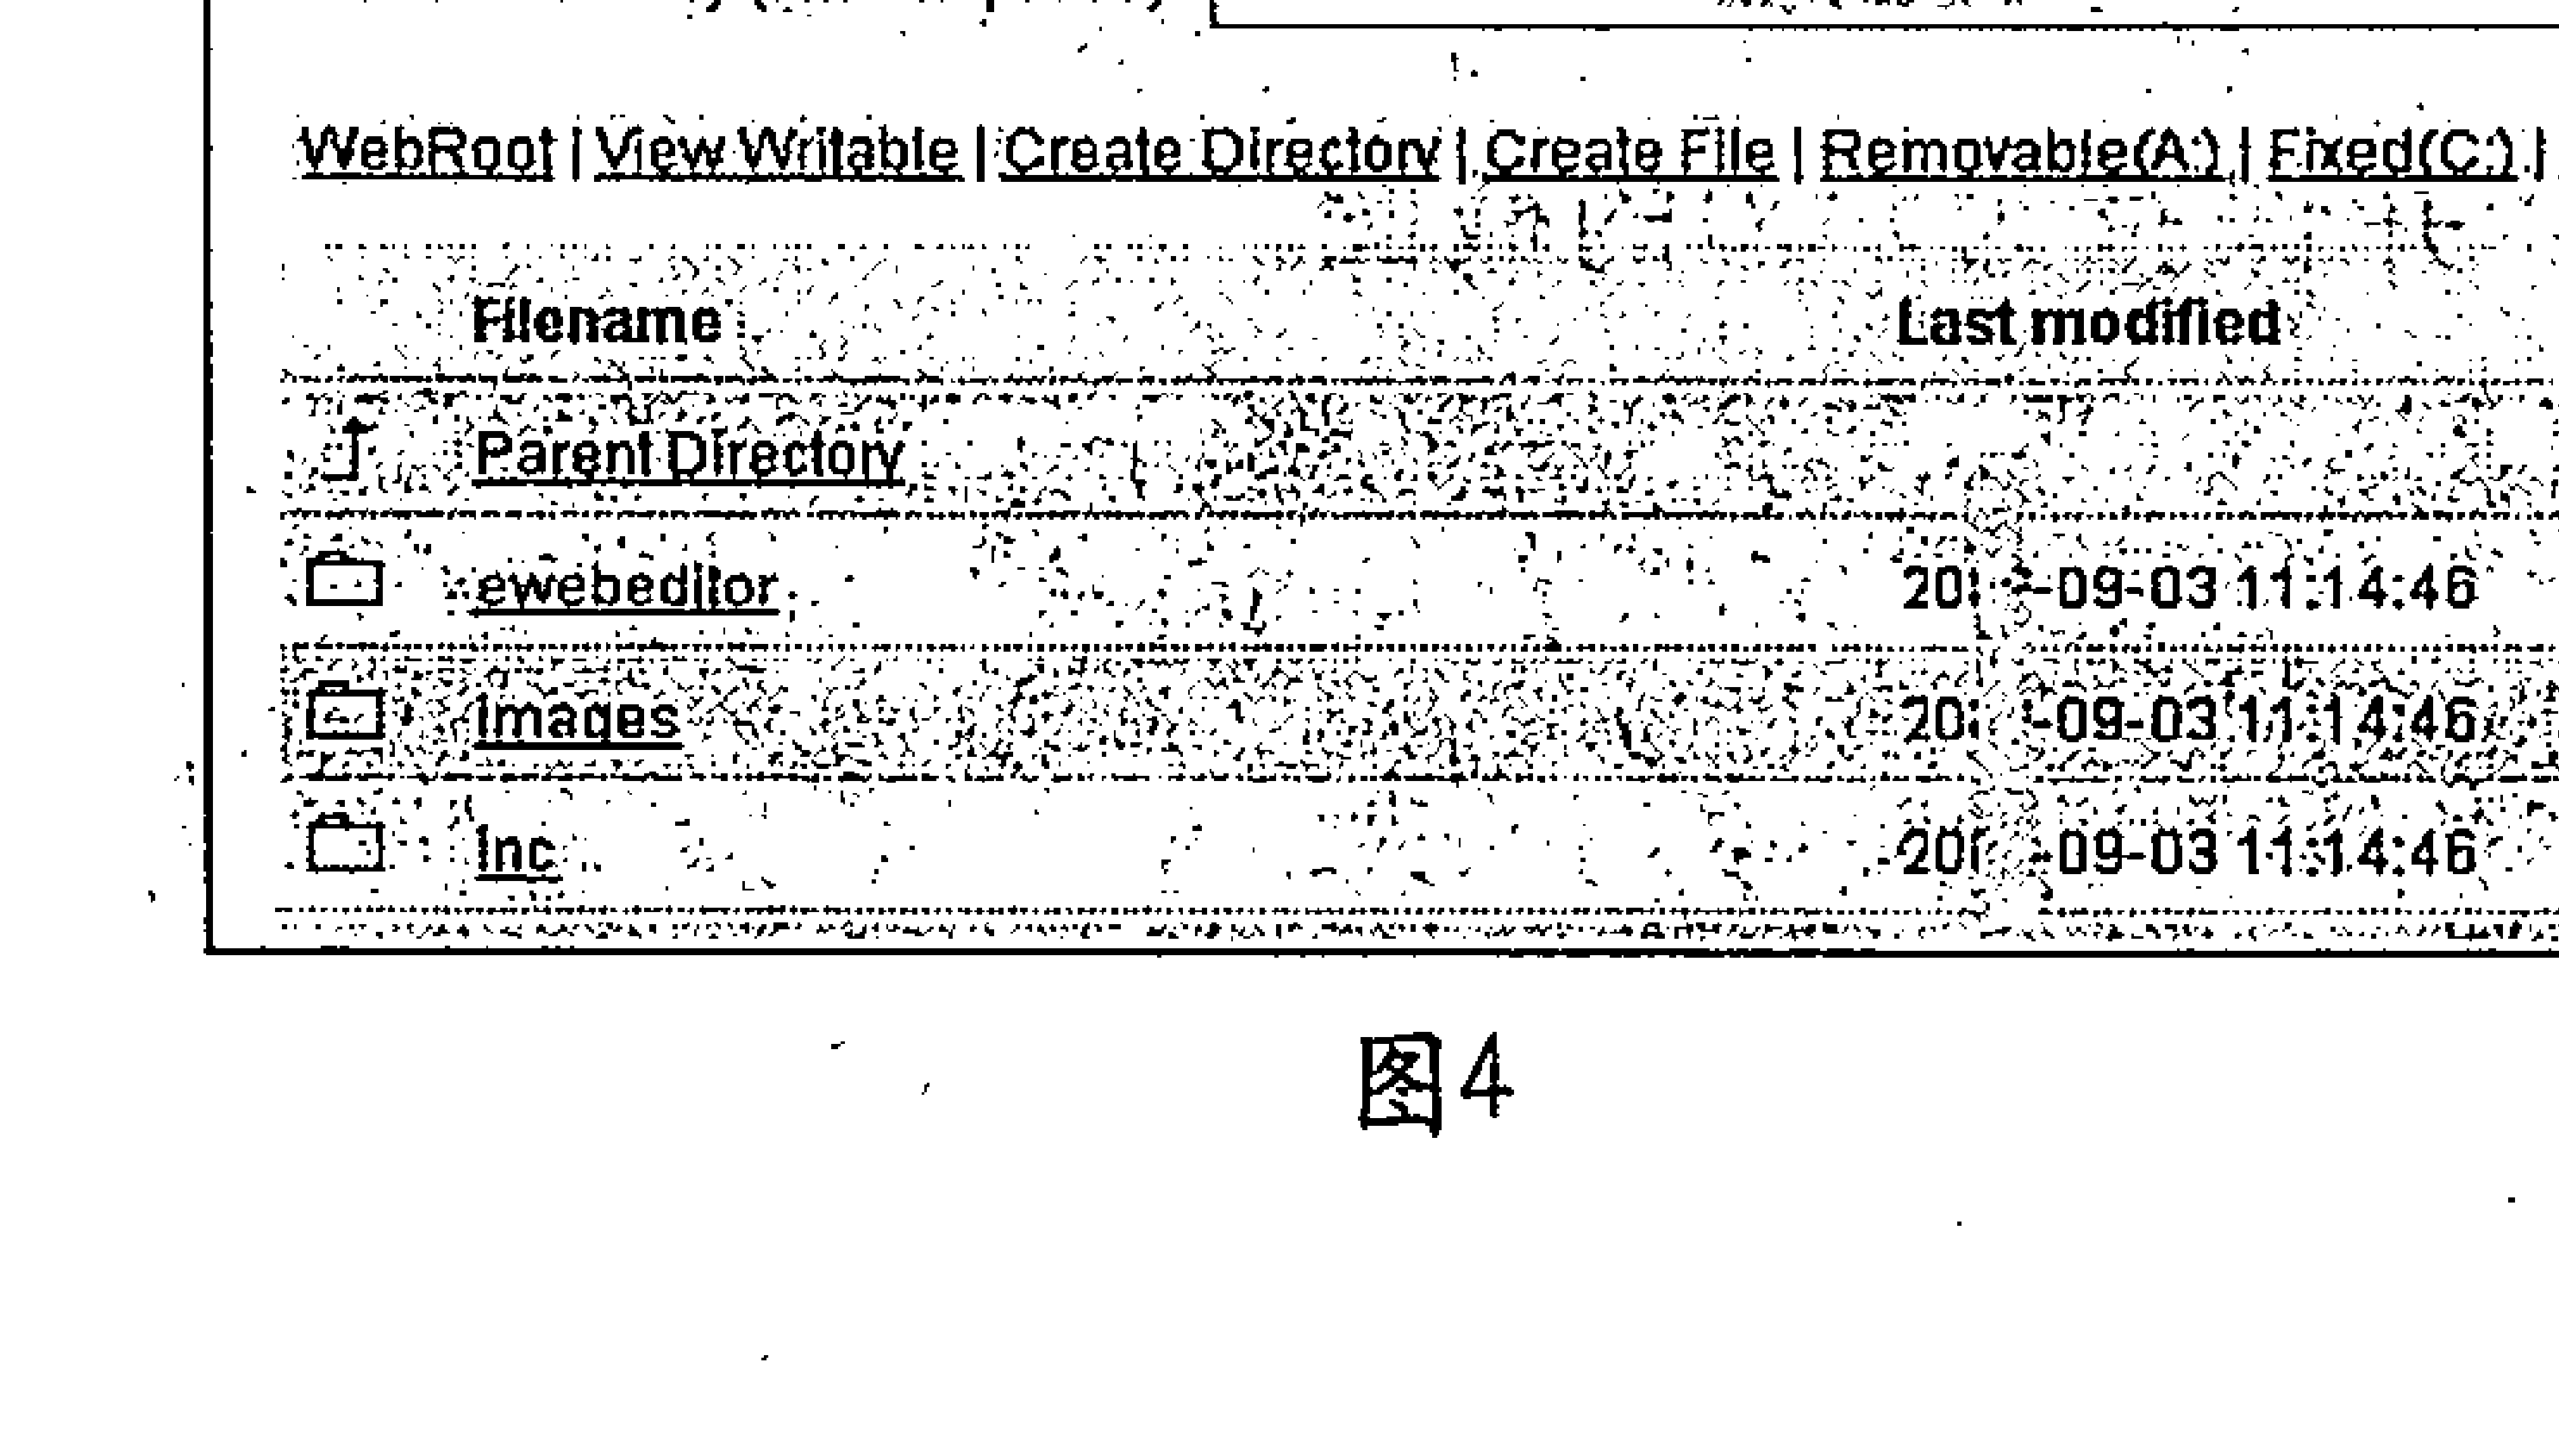 WebRoot | View Writable | Create Directory | Create File | Removable(A:) | Fixed(C:) |
Filename Last modified
Parent Directory
ewebeditor -09-03 11:14:46
images -09-03 11:14:46
inc -09-03 11:14:46
图4